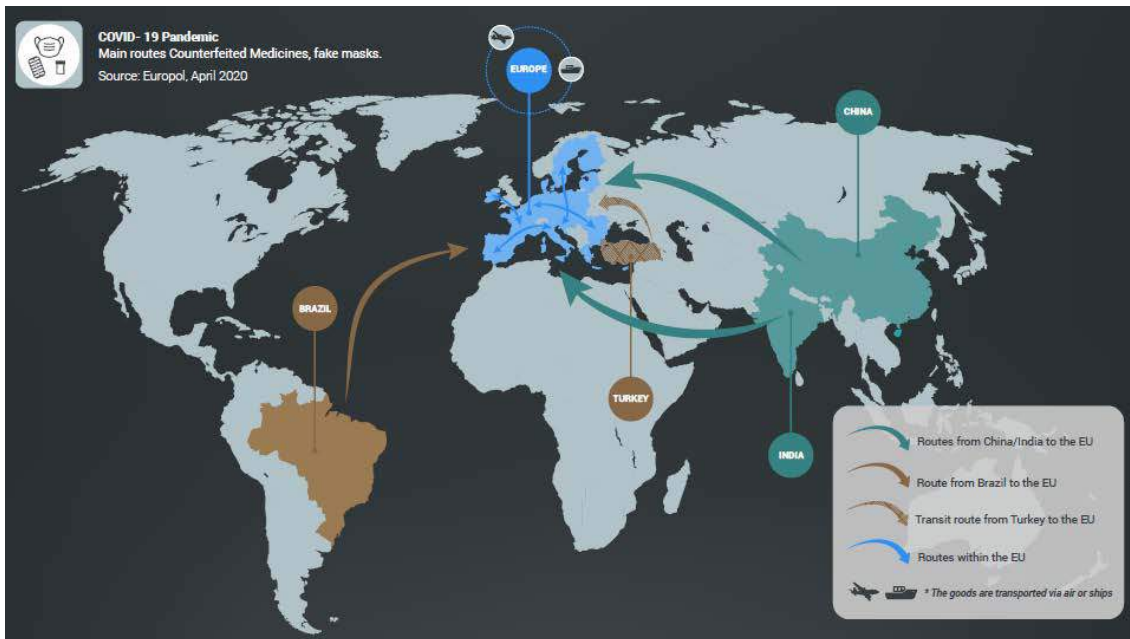 COVID- 19 Pandemic
Main routes Counterfeited Medicines, fake masks.
Source: Europol, April 2020
EUROPE
CHINA
BRAZIL
TURKEY
INDIA
Routes from China/India to the EU
Route from Brazil to the EU
Transit route from Turkey to the EU
Routes within the EU
* The goods are transported via air or ships